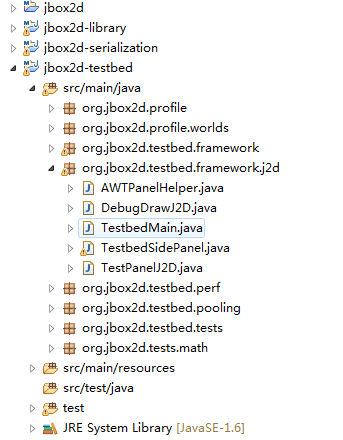 jbox2d
jbox2d-library
jbox2d-serialization
jbox2d-testbed
src/main/java
org.jbox2d.profile
org.jbox2d.profile.worlds
org.jbox2d.testbed.framework
org.jbox2d.testbed.framework.j2d
AWTPanelHelper.java
DebugDrawJ2D.java
TestbedMain.java
TestbedSidePanel.java
TestPanelJ2D.java
org.jbox2d.testbed.perf
org.jbox2d.testbed.pooling
org.jbox2d.testbed.tests
org.jbox2d.tests.math
src/main/resources
src/test/java
test
JRE System Library [JavaSE-1.6]